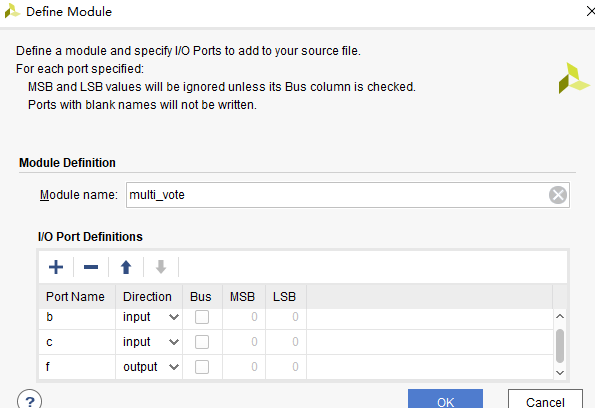 Define Module
Define a module and specify I/O Ports to add to your source file.
For each port specified:
MSB and LSB values will be ignored unless its Bus column is checked.
Ports with blank names will not be written.
Module Definition
Module name: multi_vote
I/O Port Definitions
Port Name Direction Bus MSB LSB
b input 0 0
c input 0 0
f output 0 0
? OK Cancel